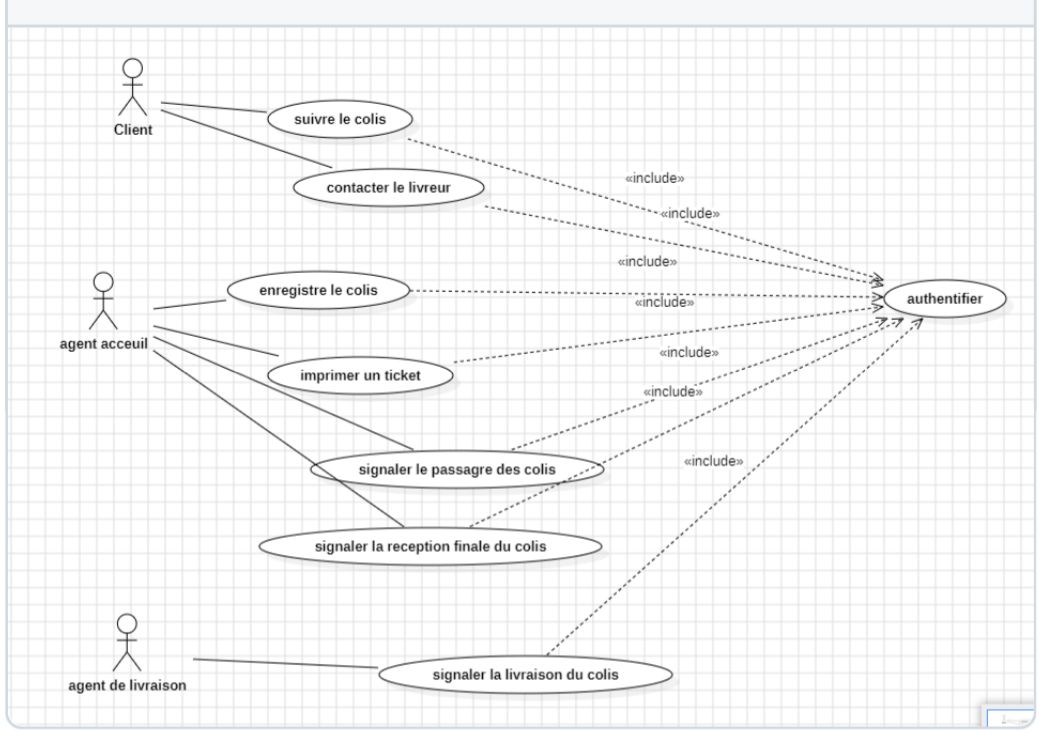 Client
suivre le colis
contacter le livreur
«include»
«include»
«include»
enregistre le colis
«include»
authentifier
agent acceuil
«include»
imprimer un ticket
«include»
signaler le passagre des colis
«include»
signaler la reception finale du colis
agent de livraison
signaler la livraison du colis